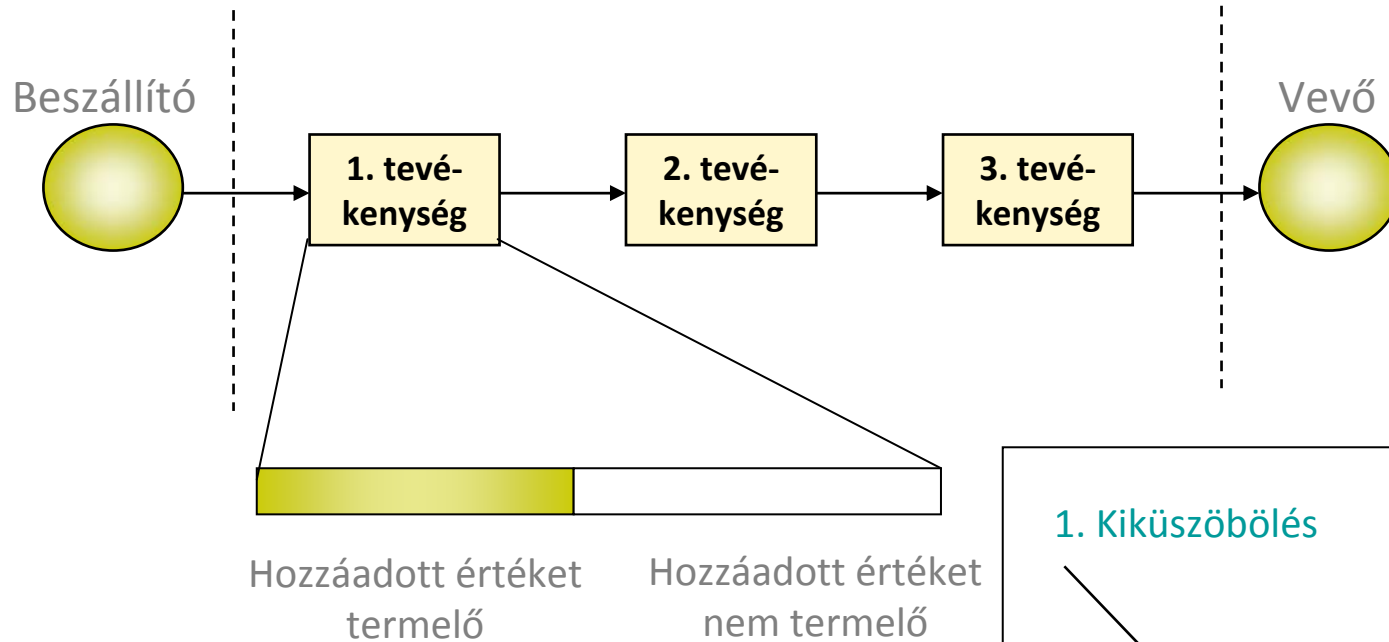 Beszállító
Vevő
1. tevé-
kenység
2. tevé-
kenység
3. tevé-
kenység
1. Kiküszöbölés
Hozzáadott értéket
termelő
Hozzáadott értéket
nem termelő